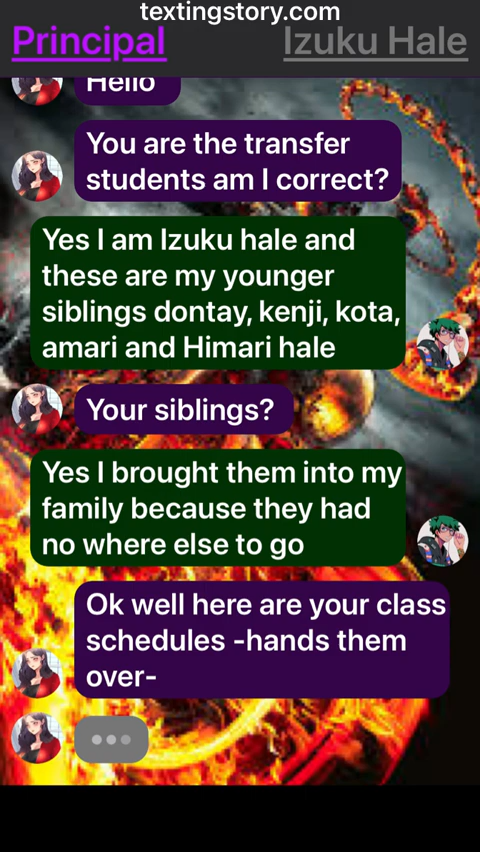 textingstory.com
Principal
Izuku Hale
Hello
You are the transfer
students am I correct?
Yes I am Izuku hale and
these are my younger
siblings dontay, kenji, kota,
amari and Himari hale
Your siblings?
Yes I brought them into my
family because they had
no where else to go
Ok well here are your class
schedules -hands them
over-